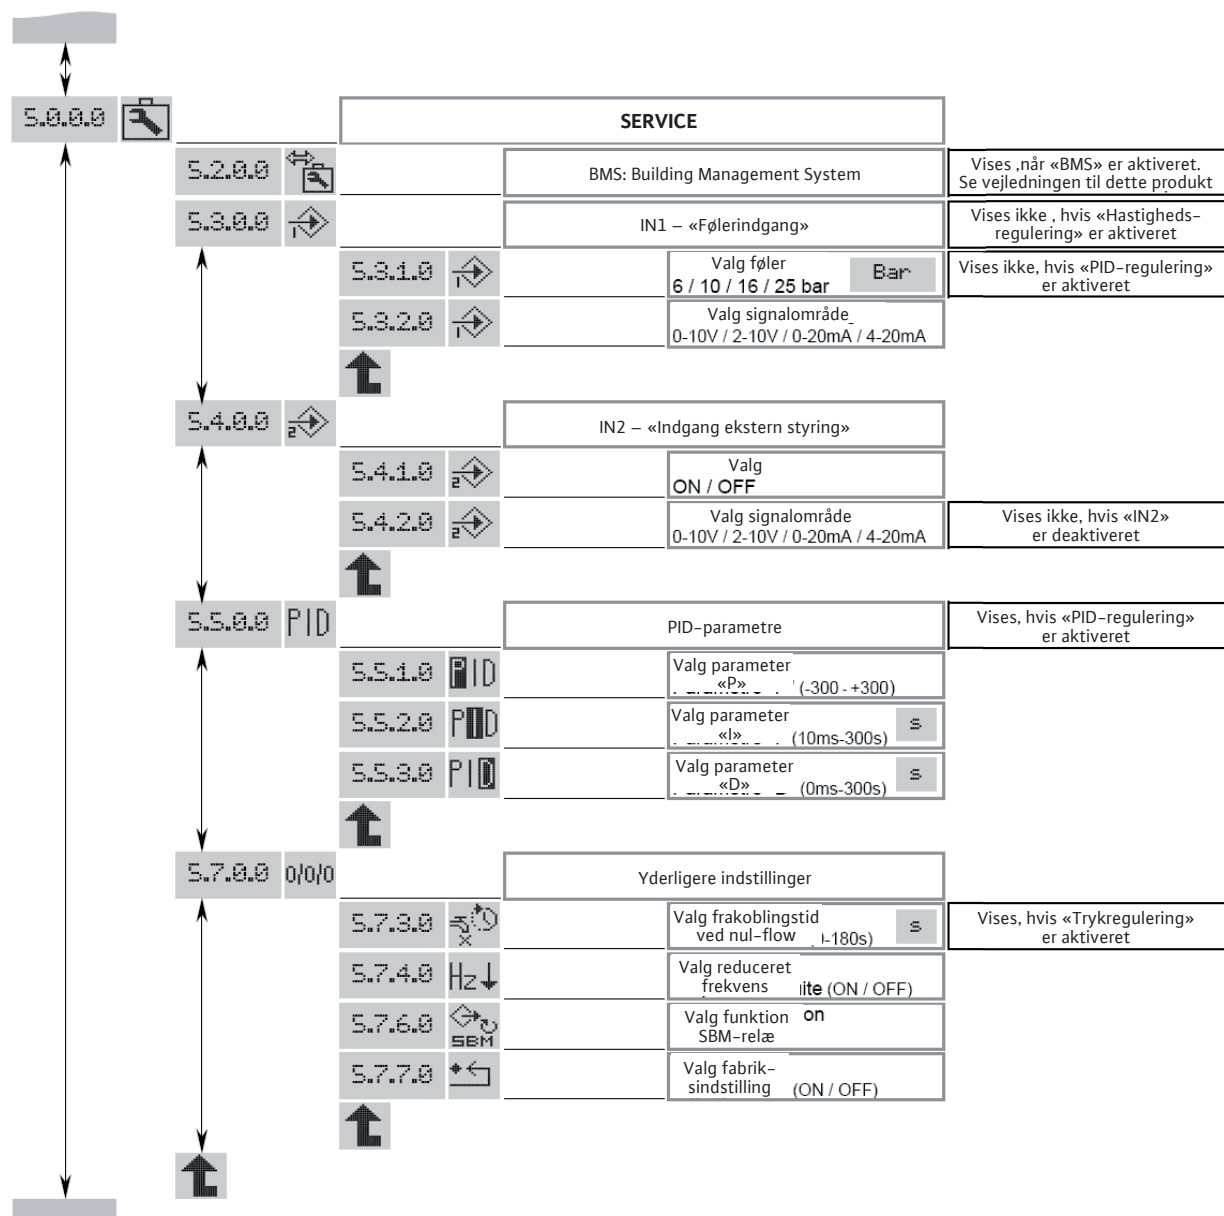 5.0.0.0
SERVICE
5.2.0.0
BMS: Building Management System
Vises ,når «BMS» er aktiveret.
Se vejledningen til dette produkt
5.3.0.0
1
IN1 – «Følerindgang»
Vises ikke , hvis «Hastigheds-
regulering» er aktiveret
5.3.1.0
1
Valg føler
6 / 10 / 16 / 25 bar
Bar
Vises ikke, hvis «PID-regulering»
er aktiveret
5.3.2.0
1
Valg signalområde
0-10V / 2-10V / 0-20mA / 4-20mA
5.4.0.0
2
IN2 – «Indgang ekstern styring»
5.4.1.0
2
Valg
ON / OFF
5.4.2.0
2
Valg signalområde
0-10V / 2-10V / 0-20mA / 4-20mA
Vises ikke, hvis «IN2»
er deaktiveret
5.5.0.0 PID
PID-parametre
Vises, hvis «PID-regulering»
er aktiveret
5.5.1.0 PID
Valg parameter
«P» (-300 - +300)
5.5.2.0 PID
Valg parameter
«I» (10ms-300s)
s
5.5.3.0 PID
Valg parameter
«D» (0ms-300s)
s
5.7.0.0 0/0/0
Yderligere indstillinger
5.7.3.0
Valg frakoblingstid
ved nul-flow -180s)
s
Vises, hvis «Trykregulering»
er aktiveret
5.7.4.0 Hz
Valg reduceret
frekvens ite (ON / OFF)
5.7.6.0
SBM
Valg funktion on
SBM-relæ
5.7.7.0
Valg fabrik-
sindstilling (ON / OFF)